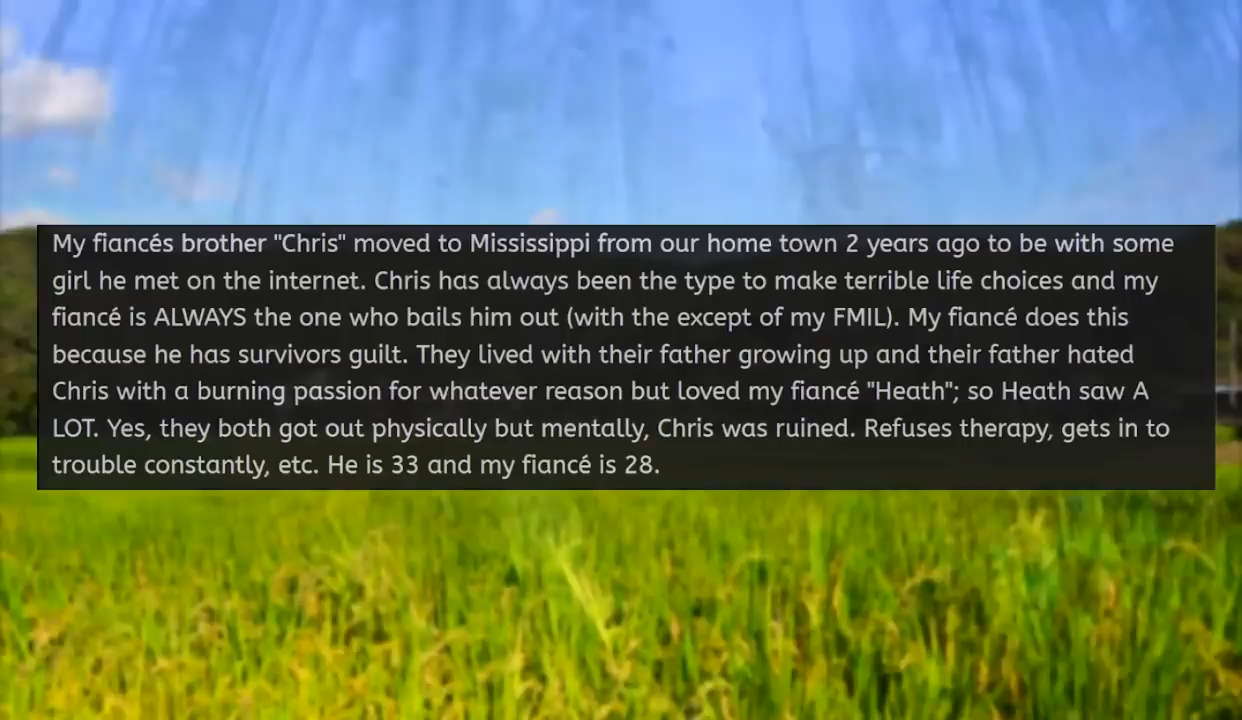 My fiancés brother "Chris" moved to Mississippi from our home town 2 years ago to be with some
girl he met on the internet. Chris has always been the type to make terrible life choices and my
fiancé is ALWAYS the one who bails him out (with the except of my FMIL). My fiancé does this
because he has survivors guilt. They lived with their father growing up and their father hated
Chris with a burning passion for whatever reason but loved my fiancé "Heath"; so Heath saw A
LOT. Yes, they both got out physically but mentally, Chris was ruined. Refuses therapy, gets in to
trouble constantly, etc. He is 33 and my fiancé is 28.